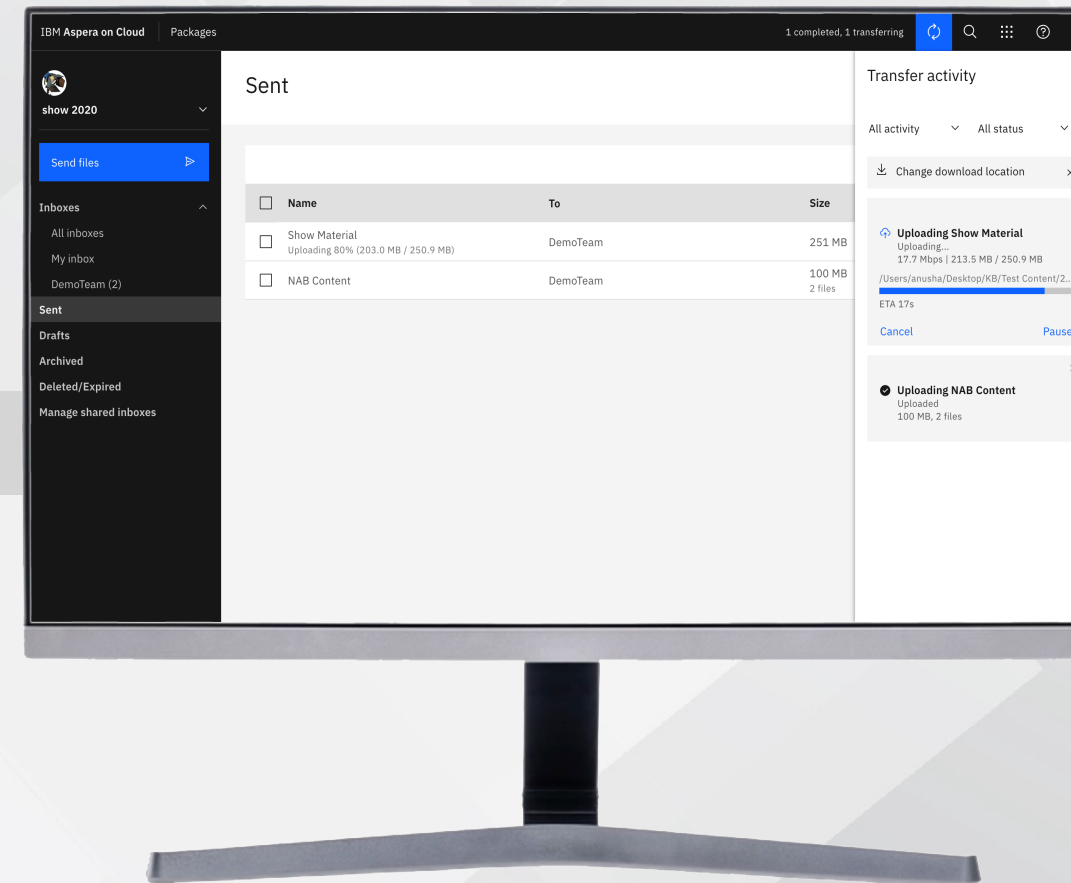 IBM Aspera on Cloud Packages 1 completed, 1 transferring
show 2020
Send files
Inboxes
All inboxes
My inbox
DemoTeam (2)
Sent
Drafts
Archived
Deleted/Expired
Manage shared inboxes
Sent
Name To Size
Show Material DemoTeam 251 MB
Uploading 80% (203.0 MB / 250.9 MB)
NAB Content DemoTeam 100 MB
2 files
Transfer activity
All activity All status
Change download location
Uploading Show Material
Uploading...
17.7 Mbps | 213.5 MB / 250.9 MB
/Users/anusha/Desktop/KB/Test Content/2...
ETA 17s
Cancel Pause
Uploading NAB Content
Uploaded
100 MB, 2 files